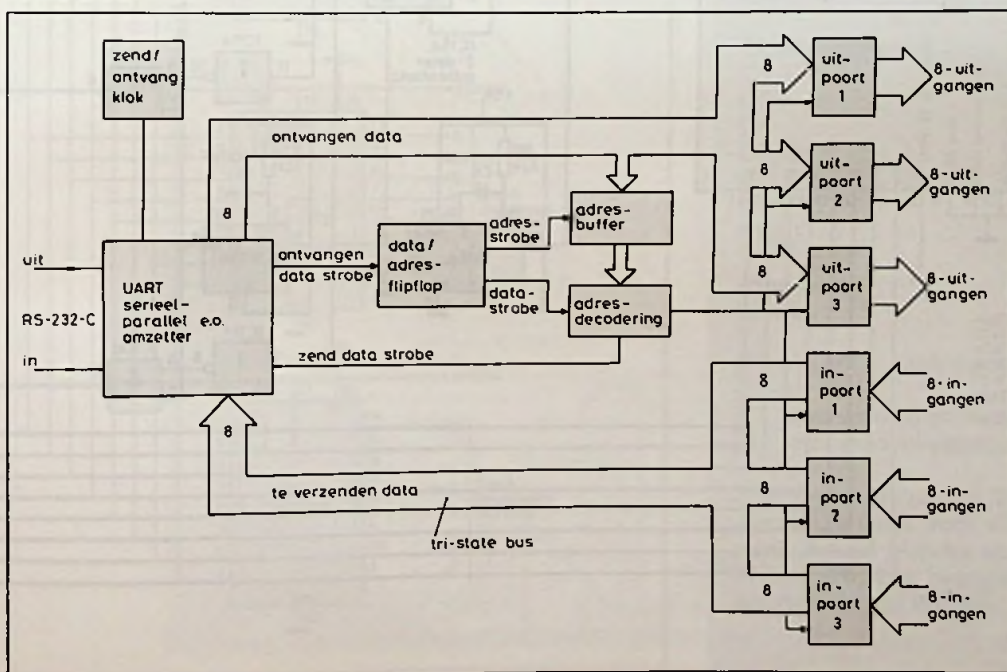 zend/
ontvang
klok
8
uit-
poort
1
8-uit-
gangen
ontvangen data
8
uit-
poort
2
8-uit-
gangen
8
adres-
buffer
adres-
strobe
uit
ontvangen
data strobe
data/
adres-
flipflop
8
uit-
poort
3
8-uit-
gangen
UART
serieel-
parallel e.o.
omzetter
data-
strobe
adres-
decodering
RS-232-C
in
zend data strobe
8
in-
poort
1
8-in-
gangen
8
te verzenden data
8
in-
poort
2
8-in-
gangen
tri-state bus
8
in-
poort
3
8-in-
gangen